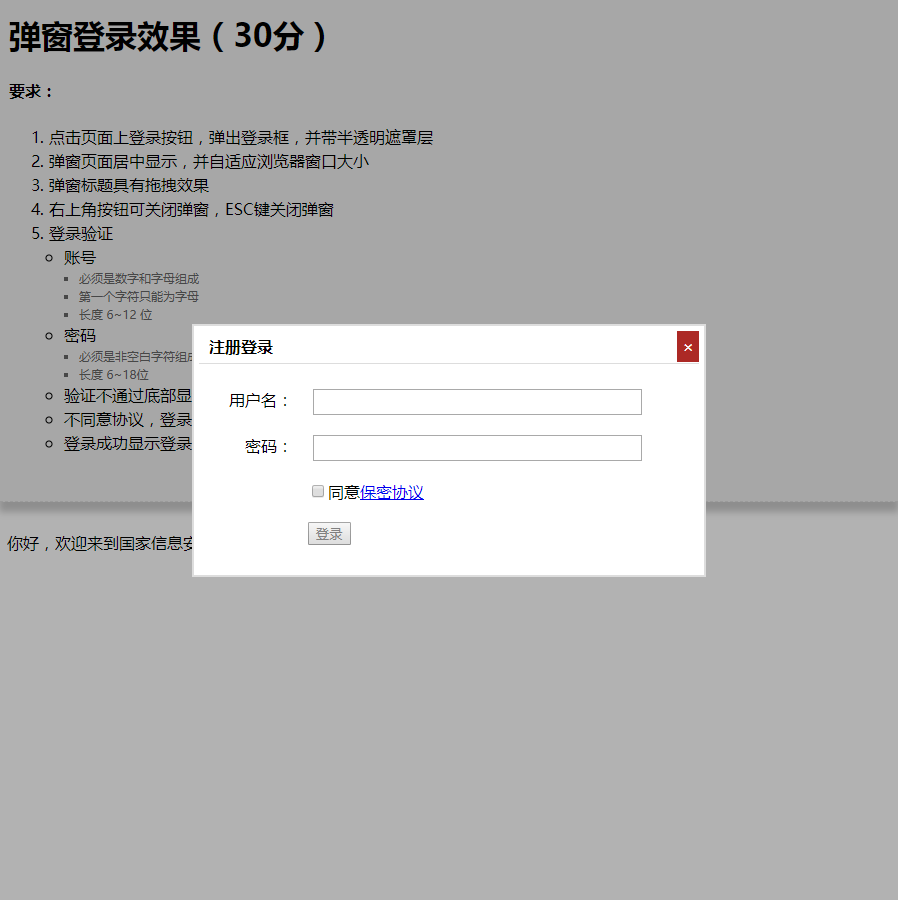 弹窗登录效果（30分）
要求：
1. 点击页面上登录按钮，弹出登录框，并带半透明遮罩层
2. 弹窗页面居中显示，并自适应浏览器窗口大小
3. 弹窗标题具有拖拽效果
4. 右上角按钮可关闭弹窗，ESC键关闭弹窗
5. 登录验证
账号
必须是数字和字母组成
第一个字符只能为字母
长度 6~12 位
密码
必须是非空白字符组成
长度 6~18位
验证不通过底部显
不同意协议，登录
登录成功显示登录
你好，欢迎来到国家信息安
注册登录
×
用户名：
密码：
同意保密协议
登录